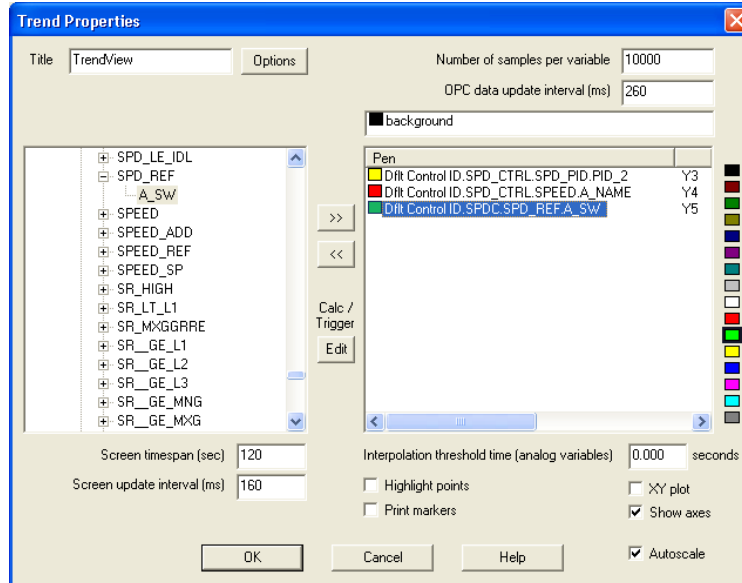 Trend Properties
Title TrendView Options
Number of samples per variable 10000
OPC data update interval (ms) 260
background
SPD_LE_IDL
SPD_REF
A_SW
SPEED
SPEED_ADD
SPEED_REF
SPEED_SP
SR_HIGH
SR_LT_L1
SR_MXGGRRE
SR__GE_L1
SR__GE_L2
SR__GE_L3
SR__GE_MNG
SR__GE_MXG
>>
<<
Calc /
Trigger
Edit
Pen
Dflt Control ID.SPD_CTRL.SPD_PID.PID_2 Y3
Dflt Control ID.SPD_CTRL.SPEED.A_NAME Y4
Dflt Control ID.SPDC.SPD_REF.A_SW Y5
Screen timespan (sec) 120
Screen update interval (ms) 160
Interpolation threshold time (analog variables) 0.000 seconds
Highlight points
Print markers
XY plot
Show axes
Autoscale
OK Cancel Help